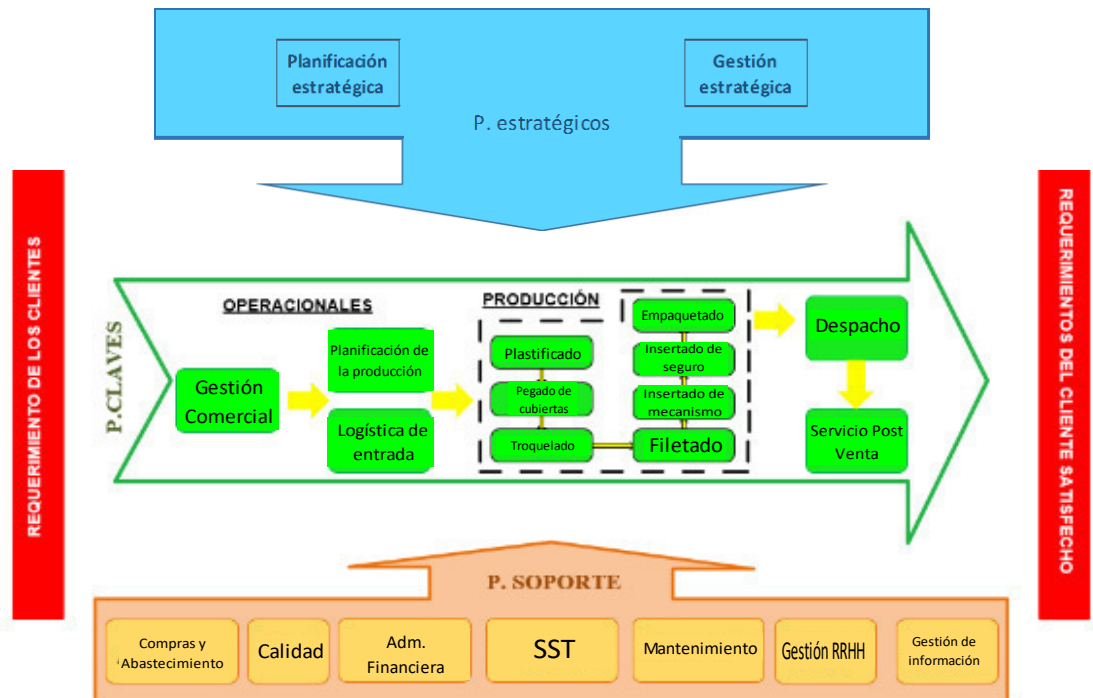 Planificación
estratégica
Gestión
estratégica
P. estratégicos
REQUERIMIENTO DE LOS CLIENTES
P.CLAVES
OPERACIONALES
Gestión
Comercial
Planificación de
la producción
Logística de
entrada
PRODUCCIÓN
Plastificado
Pegado de
cubiertas
Troquelado
Filetado
Insertado de
mecanismo
Insertado de
seguro
Empaquetado
Despacho
Servicio Post
Venta
REQUERIMIENTOS DEL CLIENTE SATISFECHO
P. SOPORTE
Compras y
Abastecimiento
Calidad
Adm.
Financiera
SST
Mantenimiento
Gestión RRHH
Gestión de
información